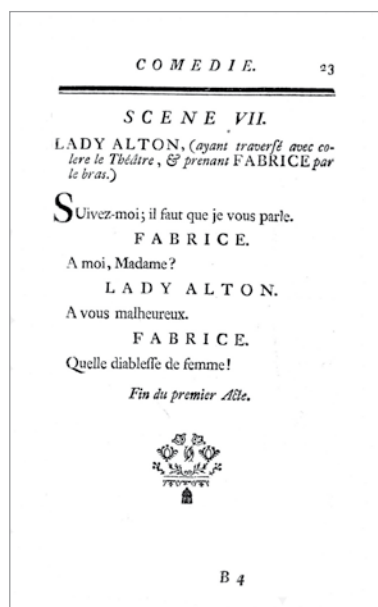 COMEDIE. 23
SCENE VII.
LADY ALTON, (ayant traverſé avec co-
lere le Théâtre, & prenant FABRICE par
le bras.)
SUivez-moi; il faut que je vous parle.
FABRICE.
A moi, Madame?
LADY ALTON.
A vous malheureux.
FABRICE.
Quelle diableſſe de femme!
Fin du premier Acte.
B 4